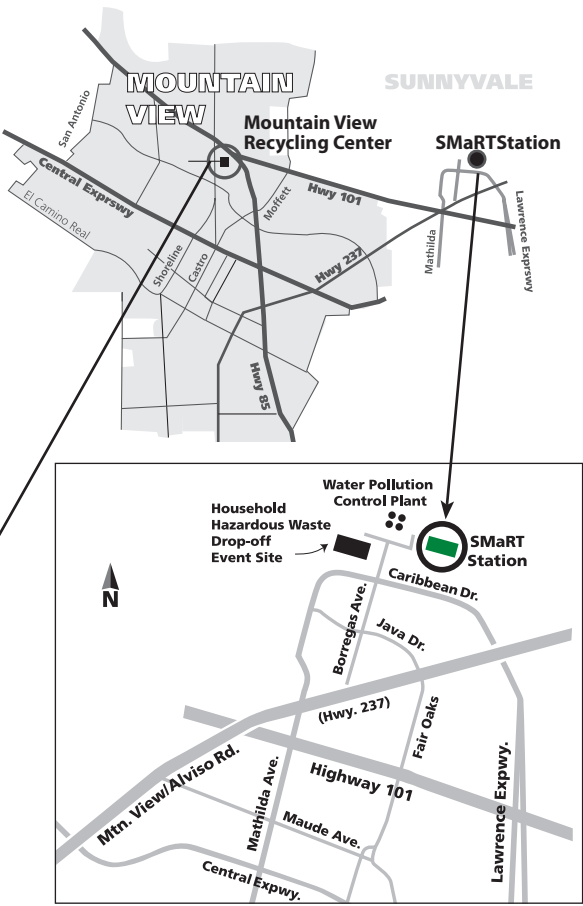 MOUNTAIN
VIEW
SUNNYVALE
Mountain View
Recycling Center
SMaRTStation
San Antonio
Central Exprswy
El Camino Real
Shoreline
Castro
Moffett
Hwy 101
Hwy 237
Hwy 85
Mathilda
Lawrence Exprswy
Water Pollution
Control Plant
Household
Hazardous Waste
Drop-off
Event Site
SMaRT
Station
N
Caribbean Dr.
Borregas Ave.
Java Dr.
(Hwy. 237)
Fair Oaks
Mtn. View/Alviso Rd.
Highway 101
Mathilda Ave.
Maude Ave.
Lawrence Expwy.
Central Expwy.